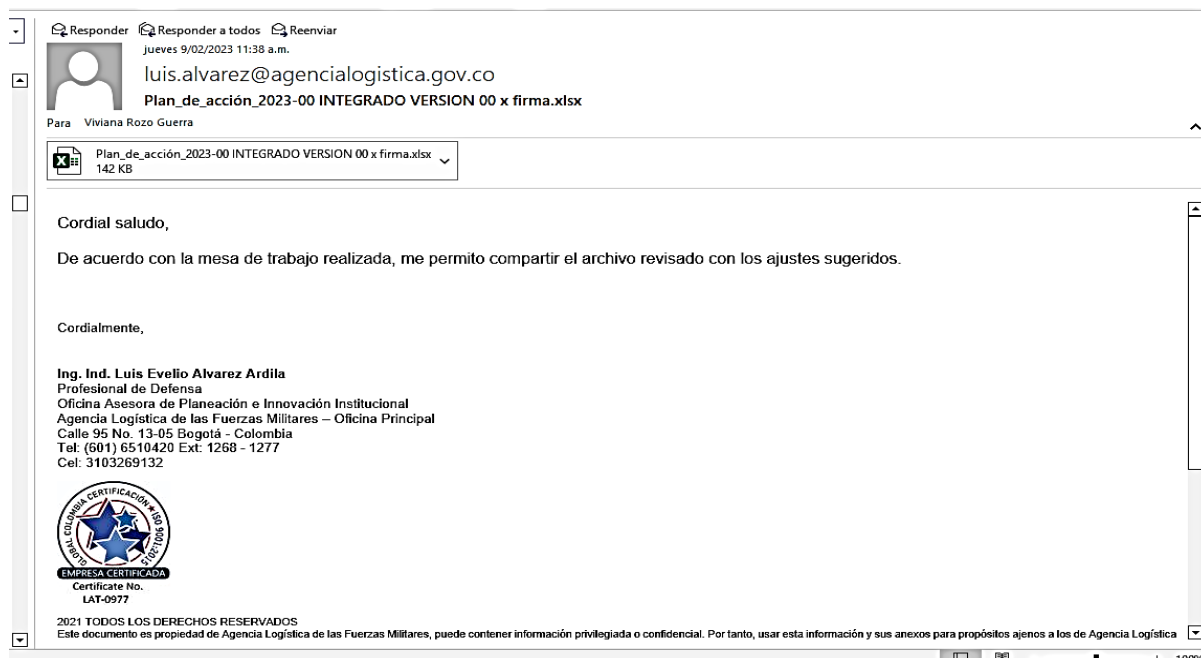 Responder Responder a todos Reenviar
jueves 9/02/2023 11:38 a.m.
luis.alvarez@agencialogistica.gov.co
Plan_de_acción_2023-00 INTEGRADO VERSION 00 x firma.xlsx
Para Viviana Rozo Guerra
Plan_de_acción_2023-00 INTEGRADO VERSION 00 x firma.xlsx
142 KB
Cordial saludo,
De acuerdo con la mesa de trabajo realizada, me permito compartir el archivo revisado con los ajustes sugeridos.
Cordialmente,
Ing. Ind. Luis Evelio Alvarez Ardila
Profesional de Defensa
Oficina Asesora de Planeación e Innovación Institucional
Agencia Logística de las Fuerzas Militares – Oficina Principal
Calle 95 No. 13-05 Bogotá - Colombia
Tel: (601) 6510420 Ext: 1268 - 1277
Cel: 3103269132
GLOBAL COLOMBIA CERTIFICACIÓN ISO 9001:2015
EMPRESA CERTIFICADA
Certificate No.
LAT-0977
2021 TODOS LOS DERECHOS RESERVADOS
Este documento es propiedad de Agencia Logística de las Fuerzas Militares, puede contener información privilegiada o confidencial. Por tanto, usar esta información y sus anexos para propósitos ajenos a los de Agencia Logística